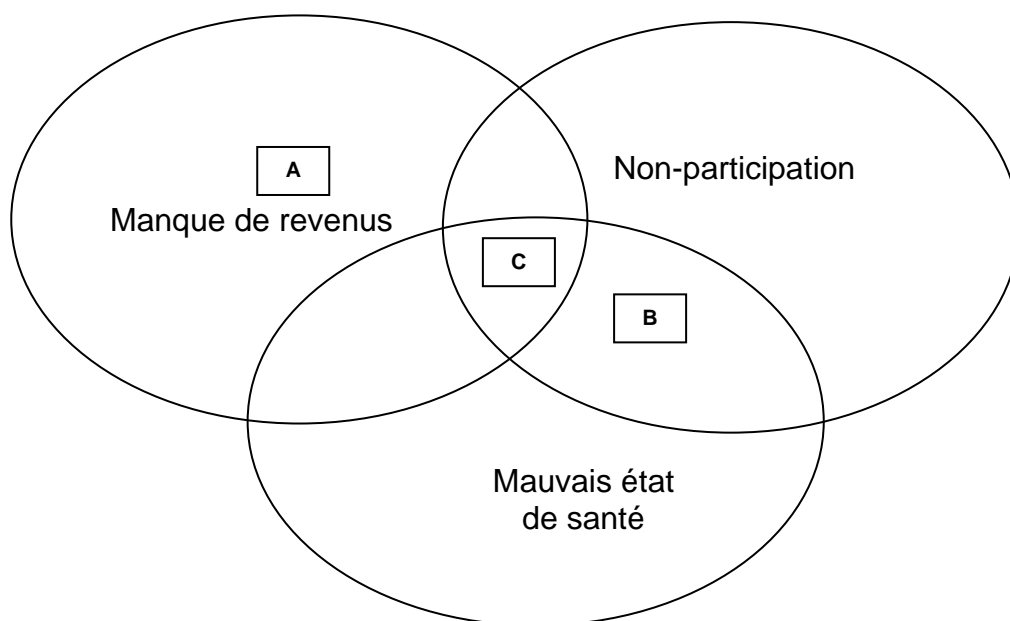 A
Non-participation
Manque de revenus
C
B
Mauvais état
de santé